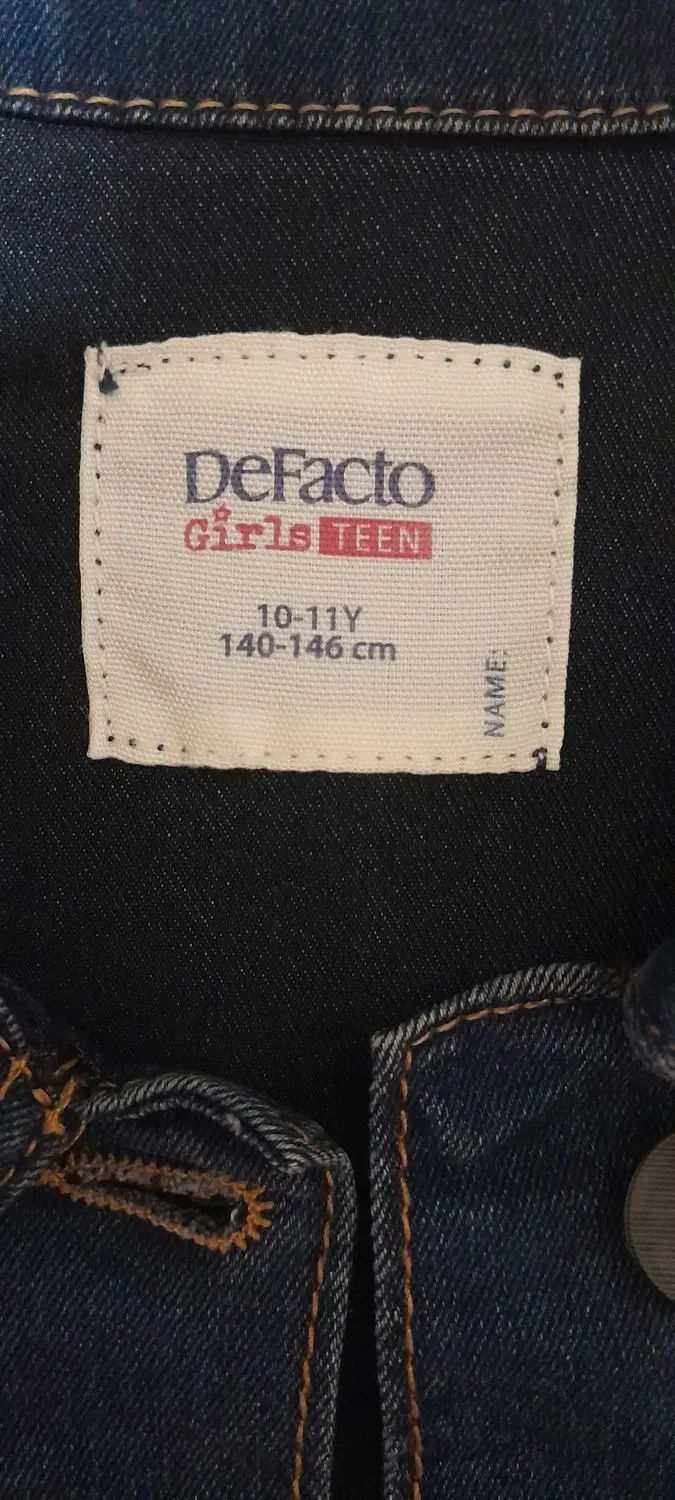 DeFacto
Girls TEEN
10-11Y
140-146 cm
NAME: